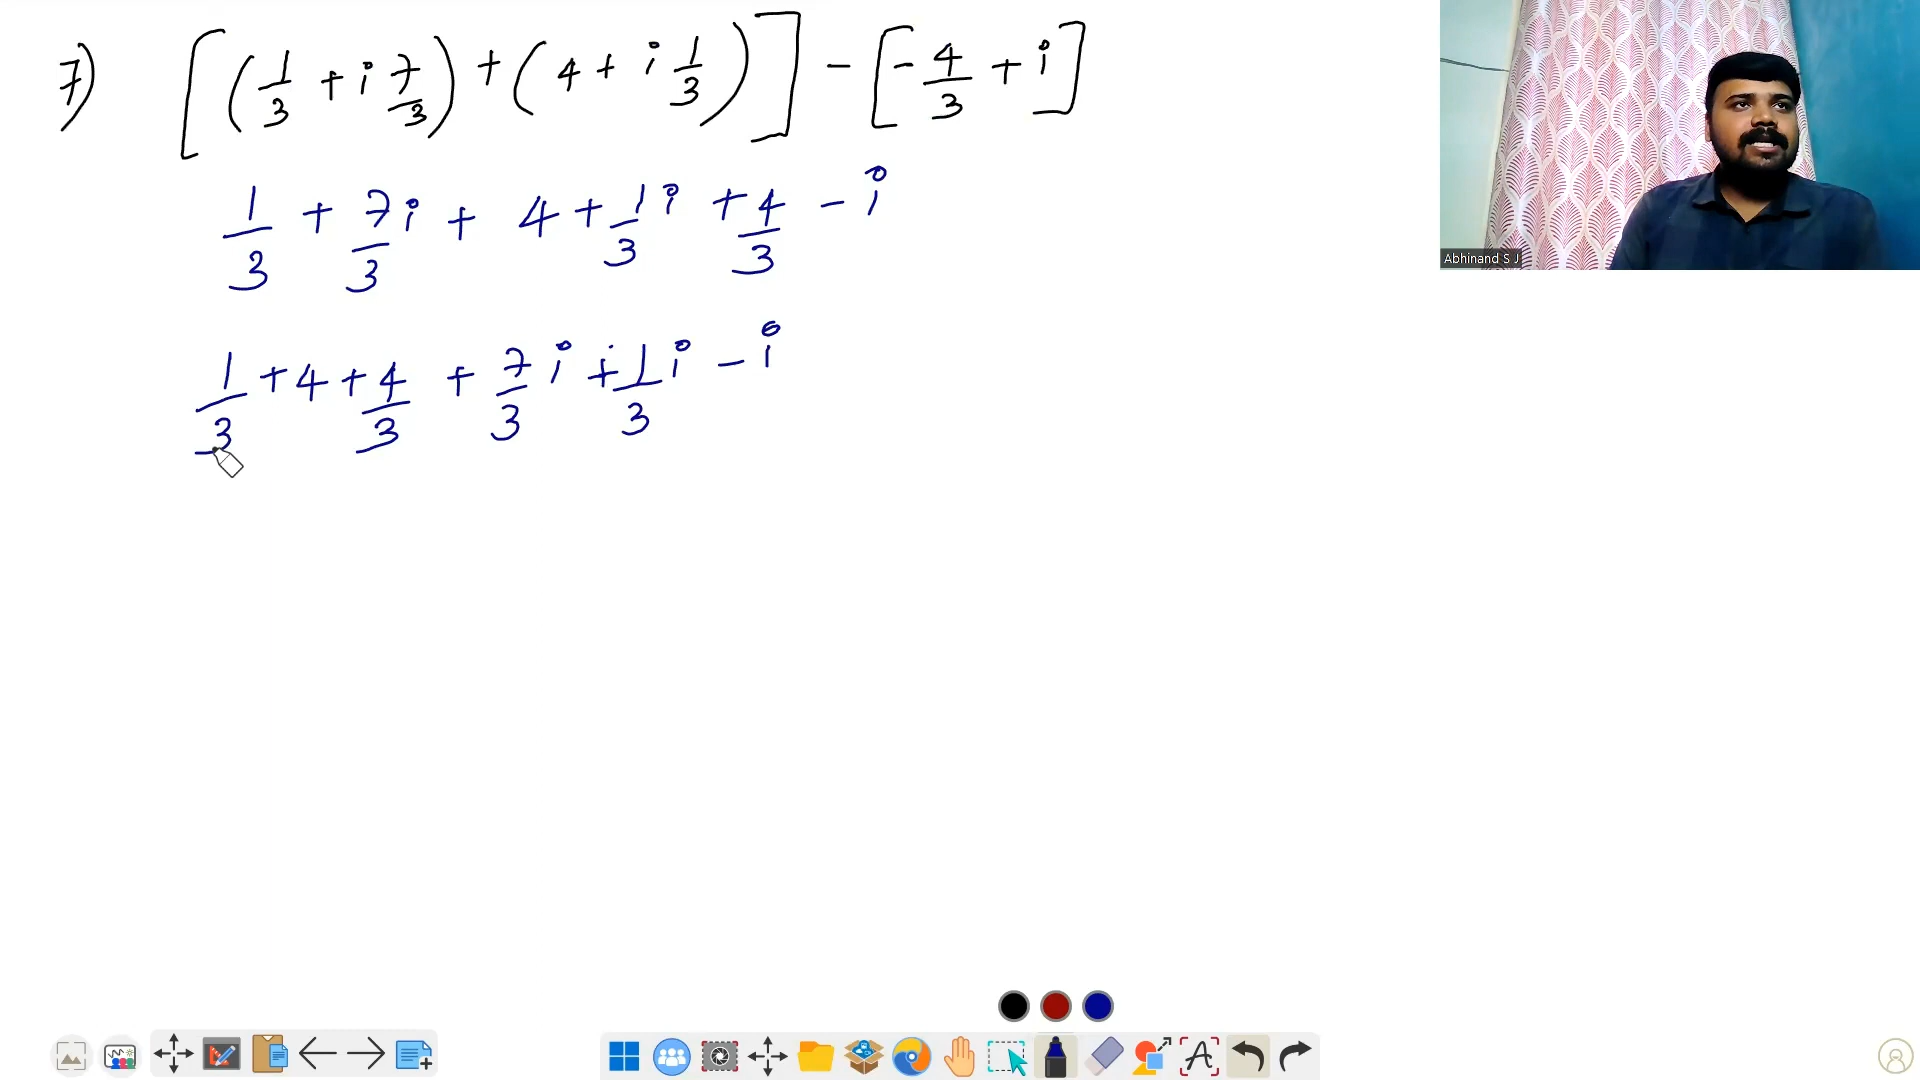 7) [(1/3 + i 7/3) + (4 + i 1/3)] - [-4/3 + i]
1/3 + 7/3 i + 4 + 1/3 i + 4/3 - i
1/3 + 4 + 4/3 + 7/3 i + 1/3 i - i
Abhinand S J